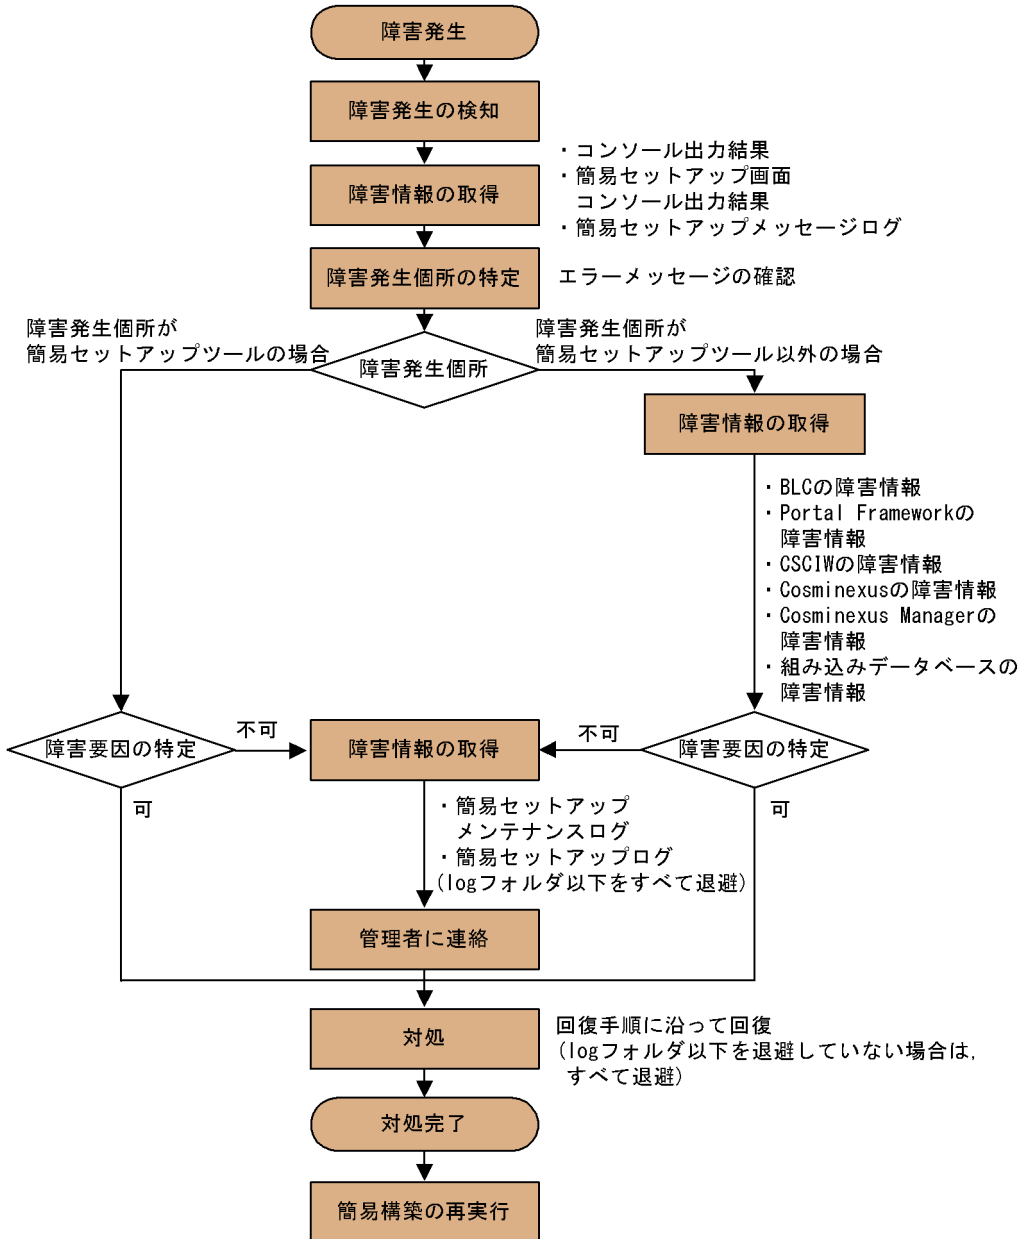 障害発生
障害発生の検知
障害情報の取得
・コンソール出力結果
・簡易セットアップ画面
コンソール出力結果
・簡易セットアップメッセージログ
障害発生個所の特定
エラーメッセージの確認
障害発生個所が
簡易セットアップツールの場合
障害発生個所
障害発生個所が
簡易セットアップツール以外の場合
障害情報の取得
・BLCの障害情報
・Portal Frameworkの
障害情報
・CSCIWの障害情報
・Cosminexusの障害情報
・Cosminexus Managerの
障害情報
・組み込みデータベースの
障害情報
障害要因の特定
不可
障害情報の取得
不可
障害要因の特定
可
・簡易セットアップ
メンテナンスログ
・簡易セットアップログ
(logフォルダ以下をすべて退避)
可
管理者に連絡
対処
回復手順に沿って回復
(logフォルダ以下を退避していない場合は,
すべて退避)
対処完了
簡易構築の再実行